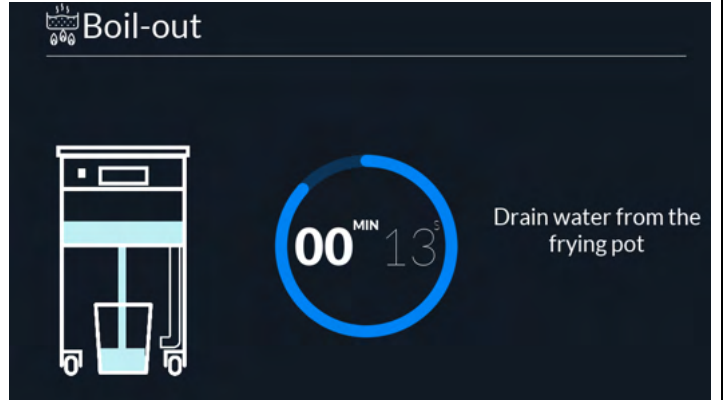 Boil-out
00 MIN 13 s
Drain water from the
frying pot